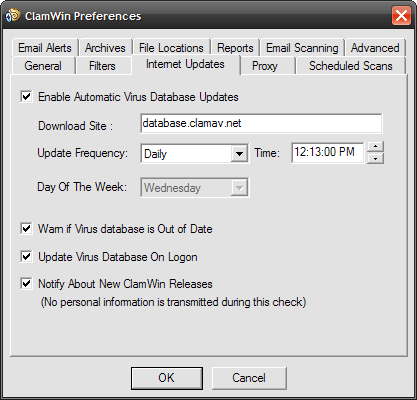 ClamWin Preferences
Email Alerts Archives File Locations Reports Email Scanning Advanced
General Filters Internet Updates Proxy Scheduled Scans
Enable Automatic Virus Database Updates
Download Site : database.clamav.net
Update Frequency: Daily Time: 12:13:00 PM
Day Of The Week: Wednesday
Warn if Virus database is Out of Date
Update Virus Database On Logon
Notify About New ClamWin Releases
(No personal information is transmitted during this check)
OK Cancel